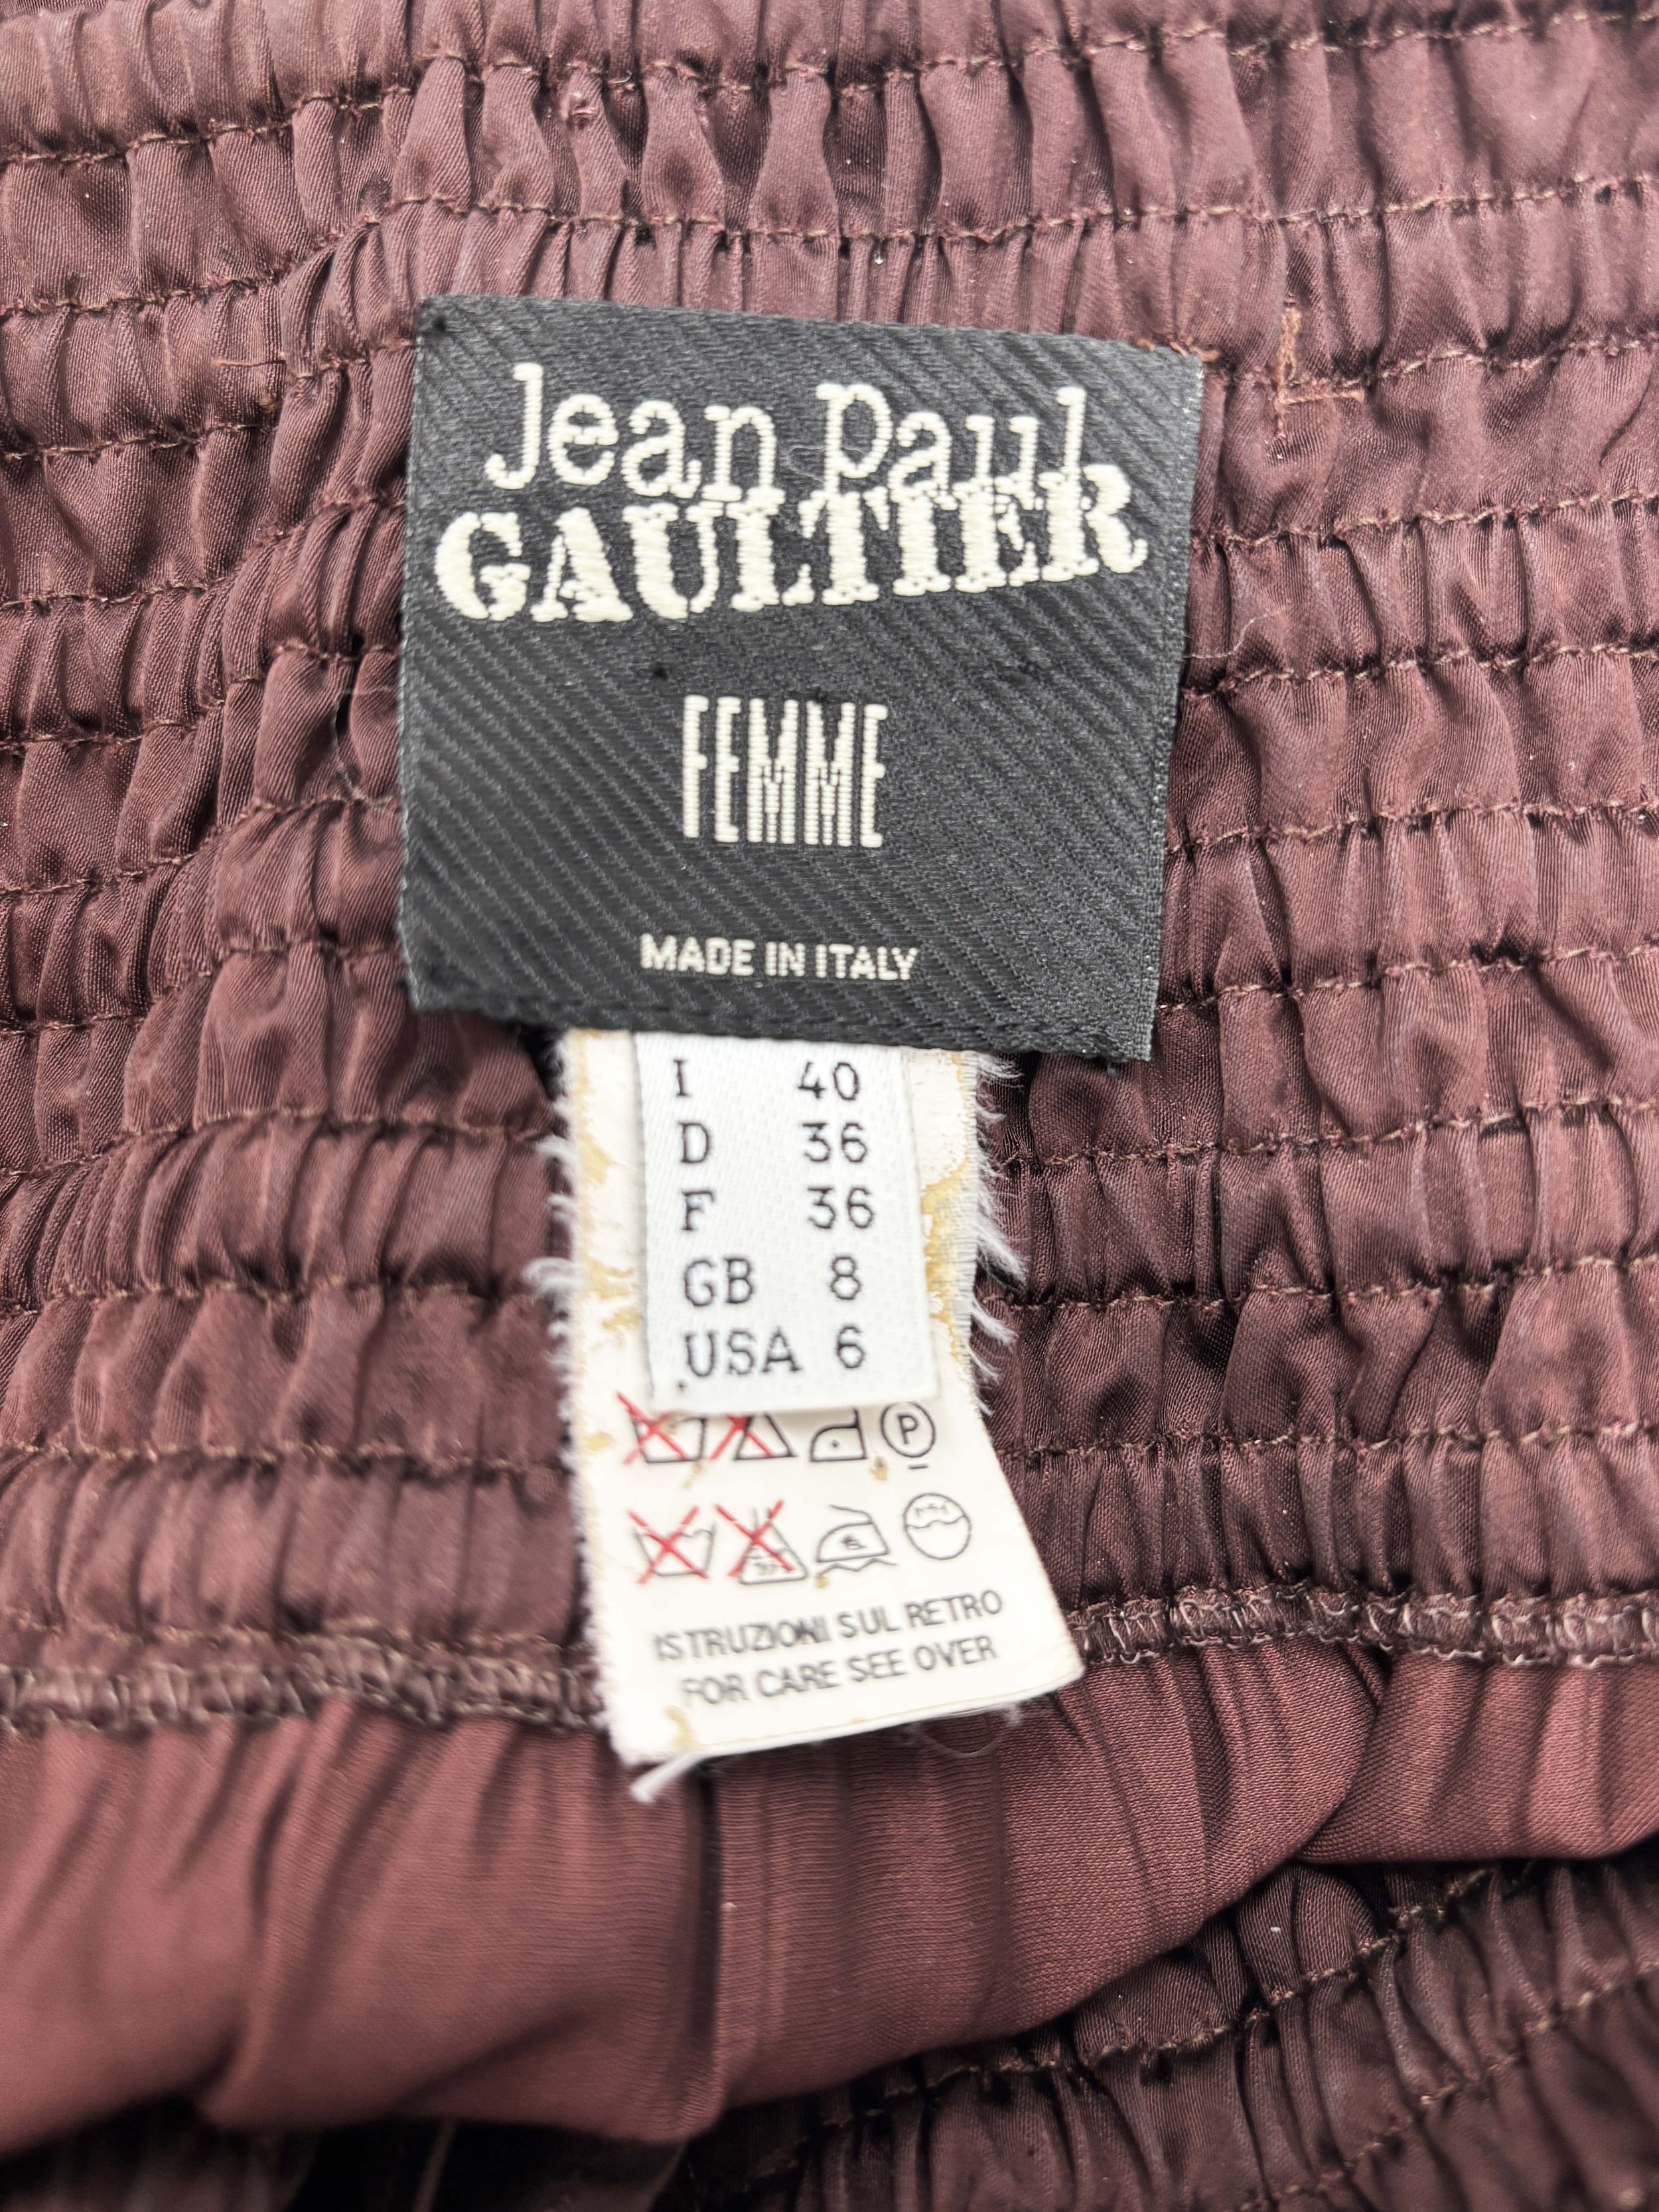 Jean Paul
GAULTIER
FEMME
MADE IN ITALY
I 40
D 36
F 36
GB 8
USA 6
P
ISTRUZIONI SUL RETRO
FOR CARE SEE OVER